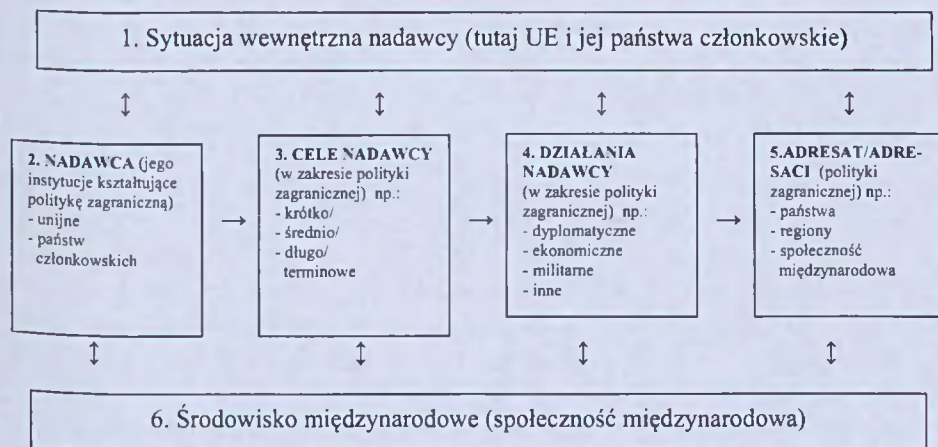 1. Sytuacja wewnętrzna nadawcy (tutaj UE i jej państwa członkowskie)
↕ ↕ ↕ ↕
2. NADAWCA (jego
instytucje kształtujące
politykę zagraniczną)
- unijne
- państw
członkowskich
→
3. CELE NADAWCY
(w zakresie polityki
zagranicznej) np.:
- krótko/
- średnio/
- długo/
terminowe
→
4. DZIAŁANIA
NADAWCY
(w zakresie polityki
zagranicznej) np.:
- dyplomatyczne
- ekonomiczne
- militarne
- inne
→
5.ADRESAT/ADRE-
SACI (polityki
zagranicznej) np.:
- państwa
- regiony
- społeczność
międzynarodowa
↕ ↕ ↕ ↕
6. Środowisko międzynarodowe (społeczność międzynarodowa)